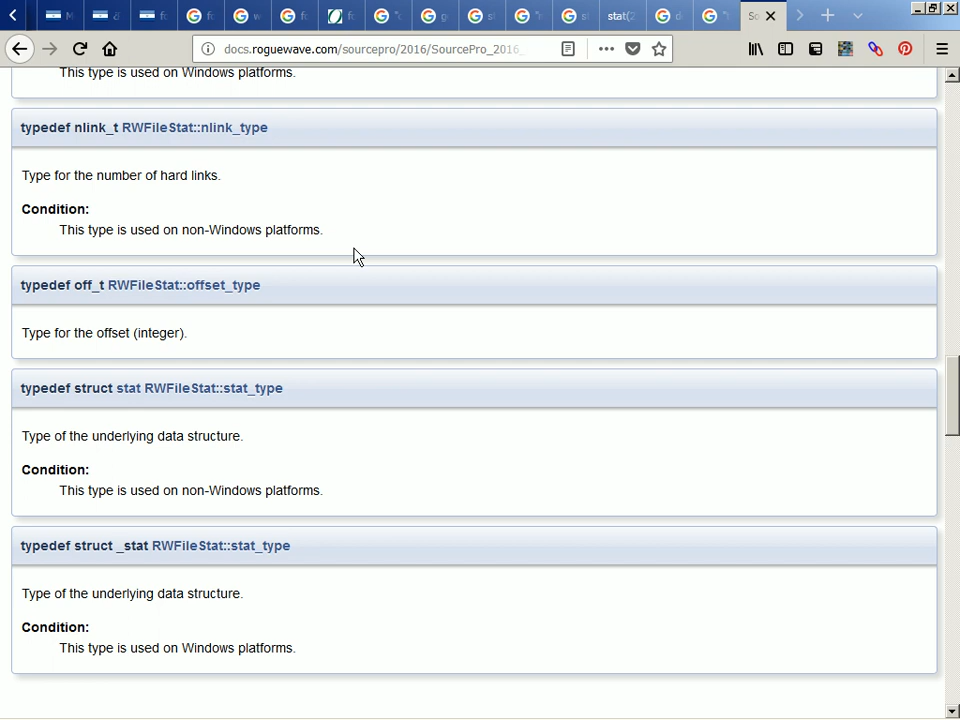 stat(2
So
docs.roguewave.com/sourcepro/2016/SourcePro_2016_
This type is used on Windows platforms.
typedef nlink_t RWFileStat::nlink_type
Type for the number of hard links.
Condition:
This type is used on non-Windows platforms.
typedef off_t RWFileStat::offset_type
Type for the offset (integer).
typedef struct stat RWFileStat::stat_type
Type of the underlying data structure.
Condition:
This type is used on non-Windows platforms.
typedef struct _stat RWFileStat::stat_type
Type of the underlying data structure.
Condition:
This type is used on Windows platforms.